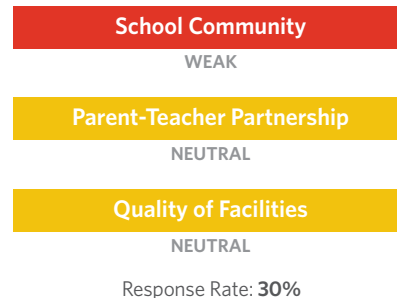 School Community
WEAK
Parent-Teacher Partnership
NEUTRAL
Quality of Facilities
NEUTRAL
Response Rate: 30%